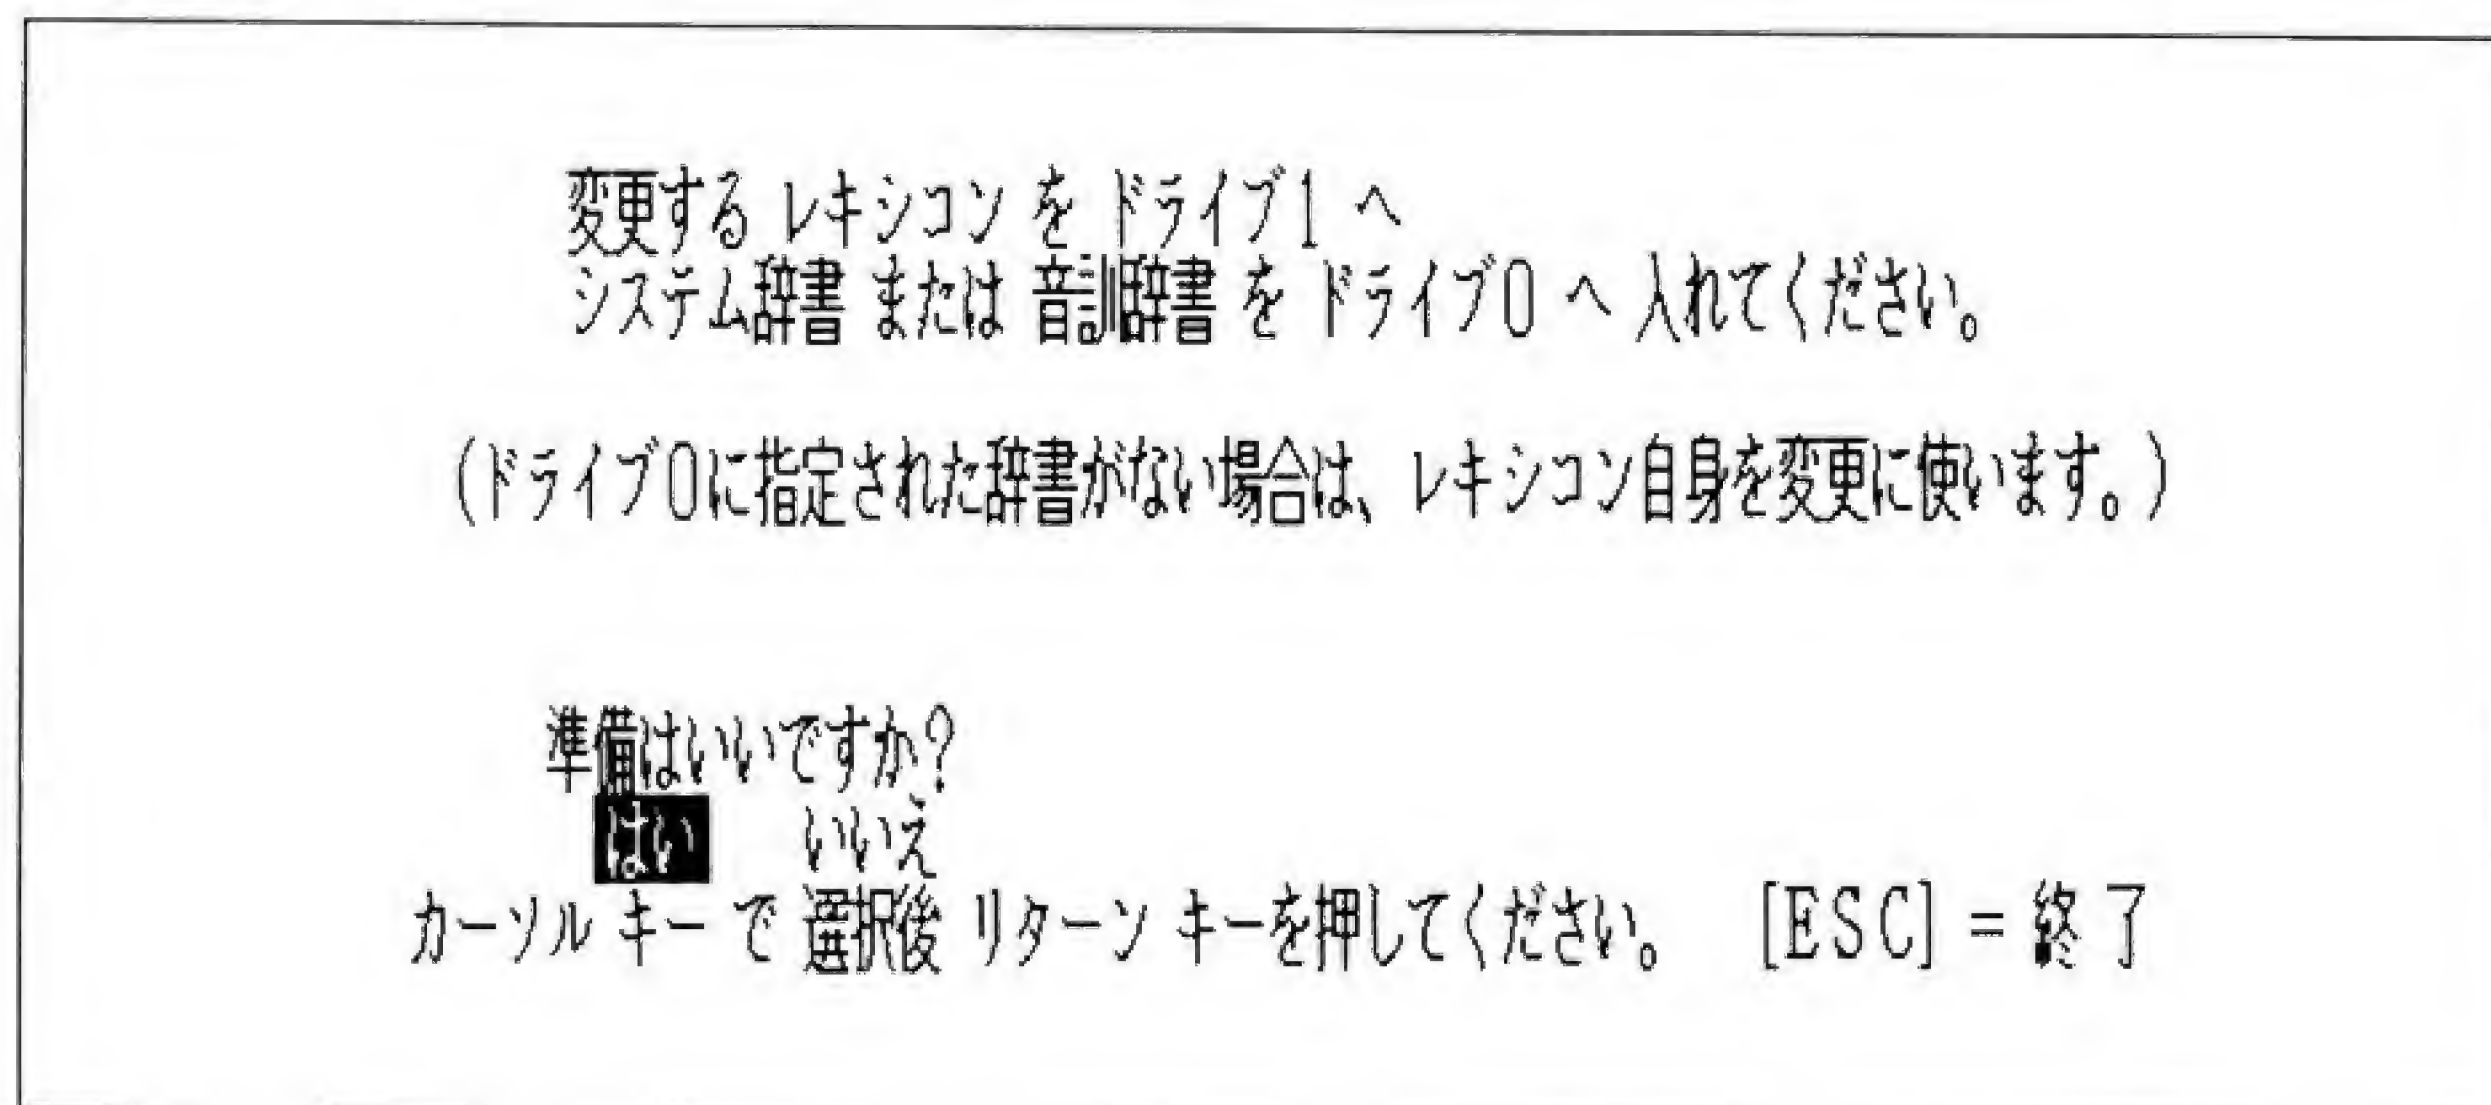 変更する レキシコン を ドライブ1 へ
システム辞書 または 音訓辞書 を ドライブ0 へ 入れてください。
(ドライブ0に指定された辞書がない場合は、レキシコン自身を変更に使います。)
準備はいいですか?
はい いいえ
カーソル キー で 選択後 リターン キーを押してください。 [ESC] = 終了